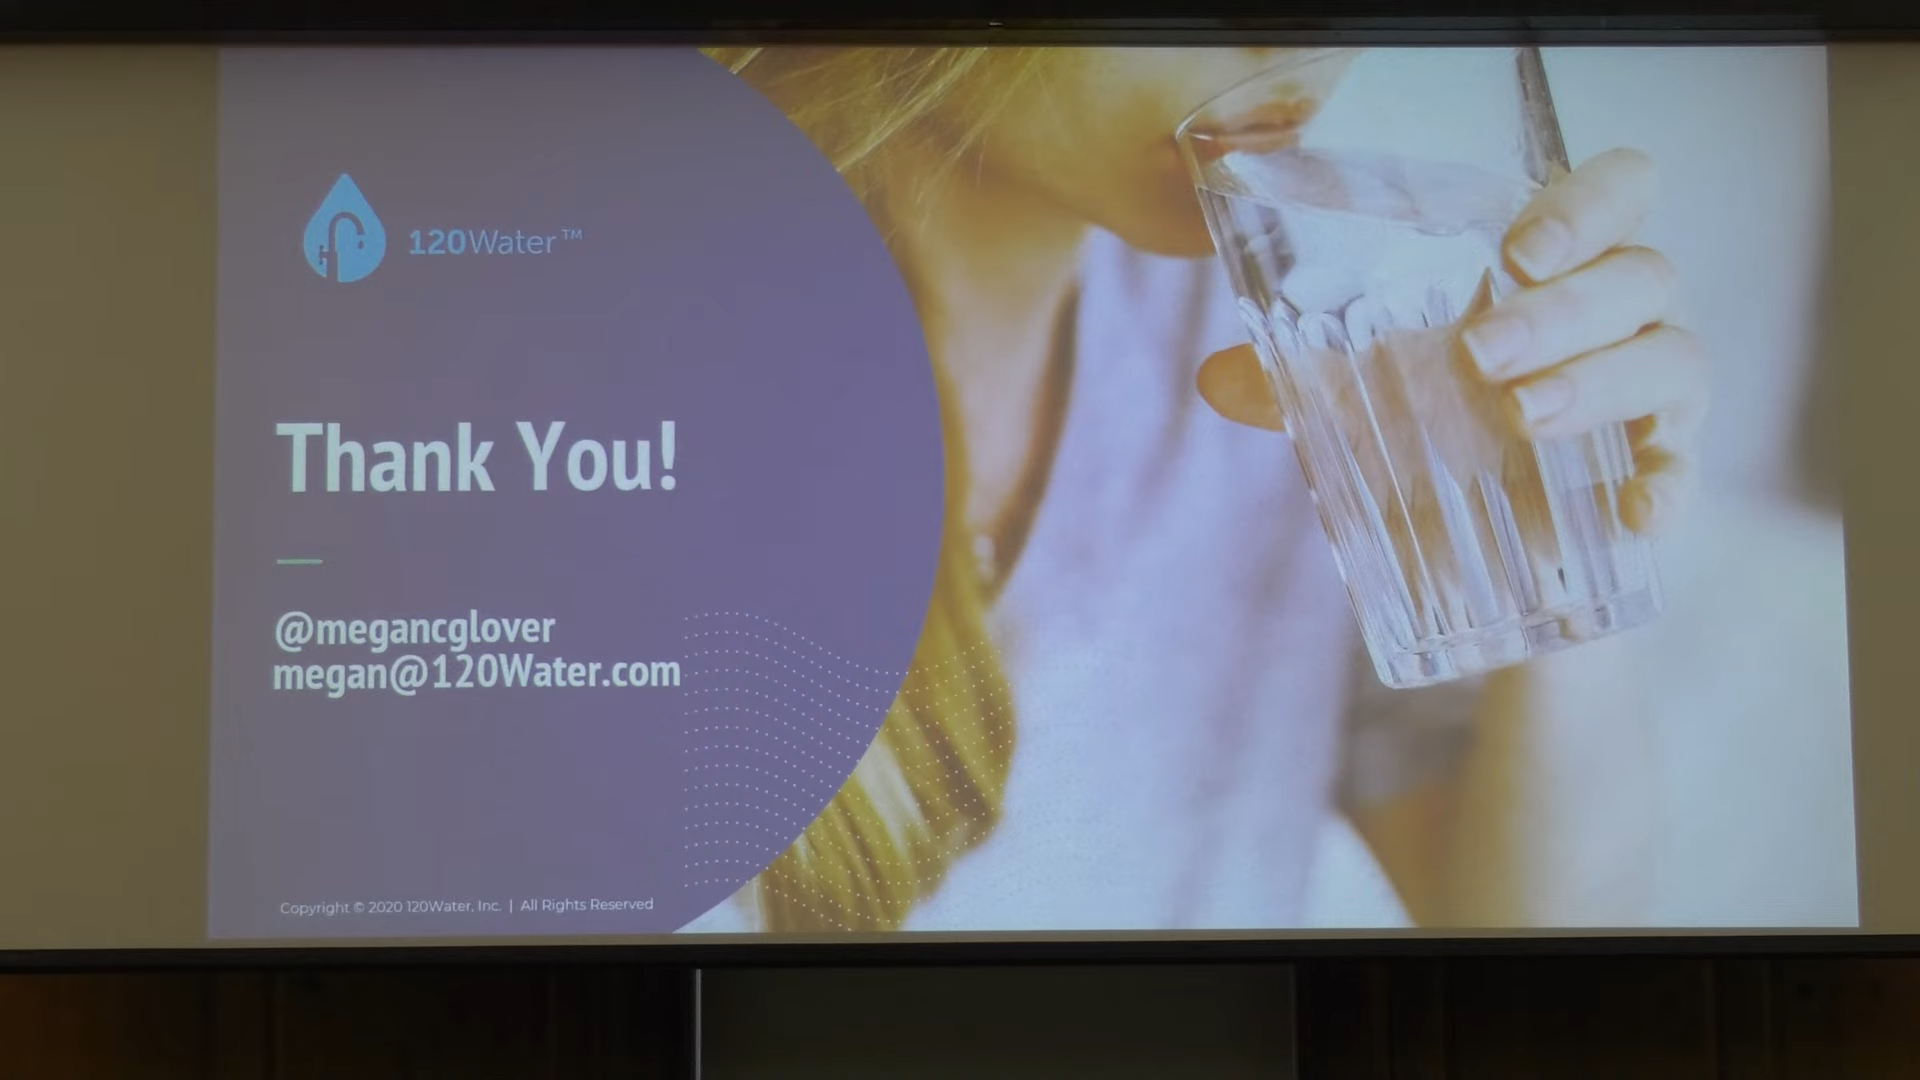 120Water™
Thank You!
@megancglover
megan@120Water.com
Copyright © 2020 120Water, Inc. | All Rights Reserved